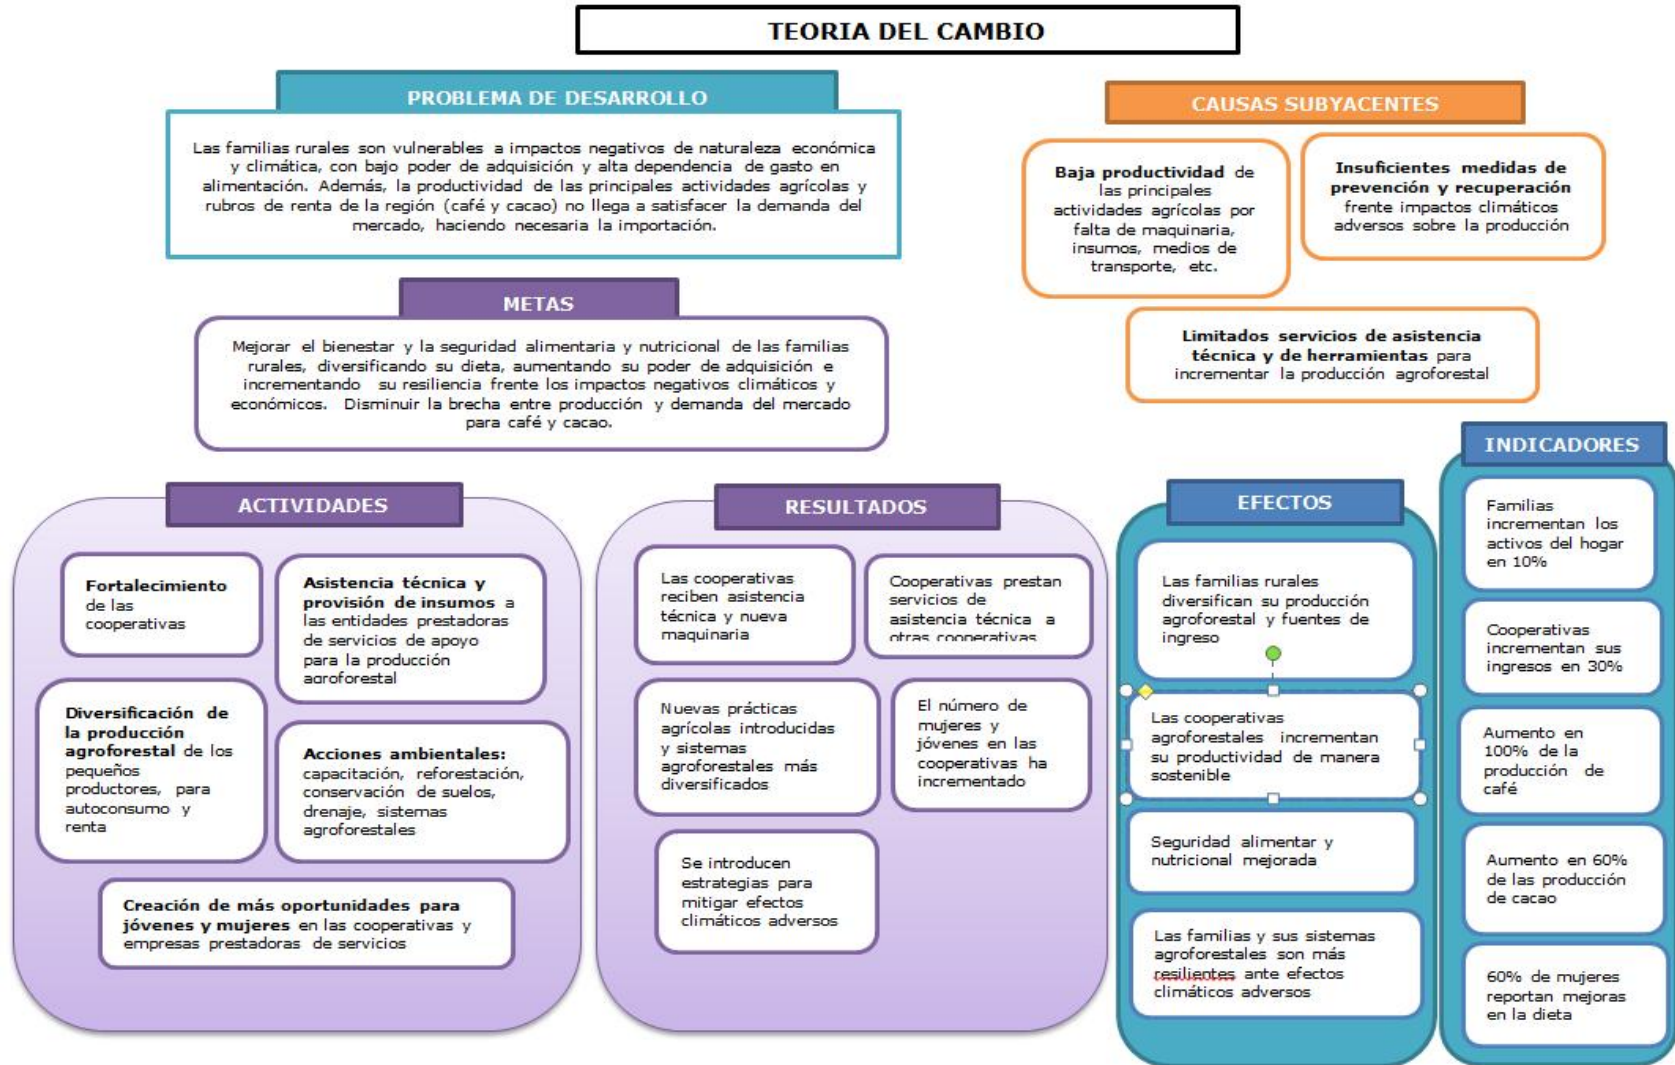 TEORIA DEL CAMBIO
PROBLEMA DE DESARROLLO
Las familias rurales son vulnerables a impactos negativos de naturaleza económica
y climática, con bajo poder de adquisición y alta dependencia de gasto en
alimentación. Además, la productividad de las principales actividades agrícolas y
rubros de renta de la región (café y cacao) no llega a satisfacer la demanda del
mercado, haciendo necesaria la importación.
CAUSAS SUBYACENTES
Baja productividad de
las principales
actividades agrícolas por
falta de maquinaria,
insumos, medios de
transporte, etc.
Insuficientes medidas de
prevención y recuperación
frente impactos climáticos
adversos sobre la producción
Limitados servicios de asistencia
técnica y de herramientas para
incrementar la producción agroforestal
METAS
Mejorar el bienestar y la seguridad alimentaria y nutricional de las familias
rurales, diversificando su dieta, aumentando su poder de adquisición e
incrementando su resiliencia frente los impactos negativos climáticos y
económicos. Disminuir la brecha entre producción y demanda del mercado
para café y cacao.
ACTIVIDADES
Fortalecimiento
de las
cooperativas
Asistencia técnica y
provisión de insumos a
las entidades prestadoras
de servicios de apoyo
para la producción
agroforestal
Diversificación de
la producción
agroforestal de los
pequeños
productores, para
autoconsumo y
renta
Acciones ambientales:
capacitación, reforestación,
conservación de suelos,
drenaje, sistemas
agroforestales
Creación de más oportunidades para
jóvenes y mujeres en las cooperativas y
empresas prestadoras de servicios
RESULTADOS
Las cooperativas
reciben asistencia
técnica y nueva
maquinaria
Cooperativas prestan
servicios de
asistencia técnica a
otras cooperativas
Nuevas prácticas
agrícolas introducidas
y sistemas
agroforestales más
diversificados
El número de
mujeres y
jóvenes en las
cooperativas ha
incrementado
Se introducen
estrategias para
mitigar efectos
climáticos adversos
EFECTOS
Las familias rurales
diversifican su producción
agroforestal y fuentes de
ingreso
Las cooperativas
agroforestales incrementan
su productividad de manera
sostenible
Seguridad alimentar y
nutricional mejorada
Las familias y sus sistemas
agroforestales son más
resilientes ante efectos
climáticos adversos
INDICADORES
Familias
incrementan los
activos del hogar
en 10%
Cooperativas
incrementan sus
ingresos en 30%
Aumento en
100% de la
producción de
café
Aumento en 60%
de las producción
de cacao
60% de mujeres
reportan mejoras
en la dieta